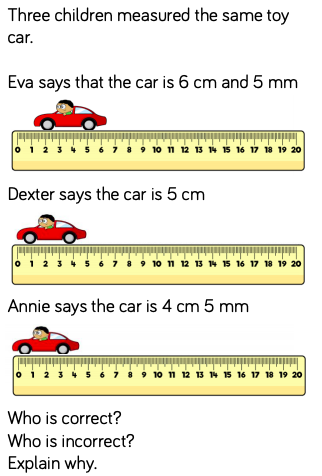 Three children measured the same toy
car.
Eva says that the car is 6 cm and 5 mm
0 1 2 3 4 5 6 7 8 9 10 11 12 13 14 15 16 17 18 19 20
Dexter says the car is 5 cm
0 1 2 3 4 5 6 7 8 9 10 11 12 13 14 15 16 17 18 19 20
Annie says the car is 4 cm 5 mm
0 1 2 3 4 5 6 7 8 9 10 11 12 13 14 15 16 17 18 19 20
Who is correct?
Who is incorrect?
Explain why.